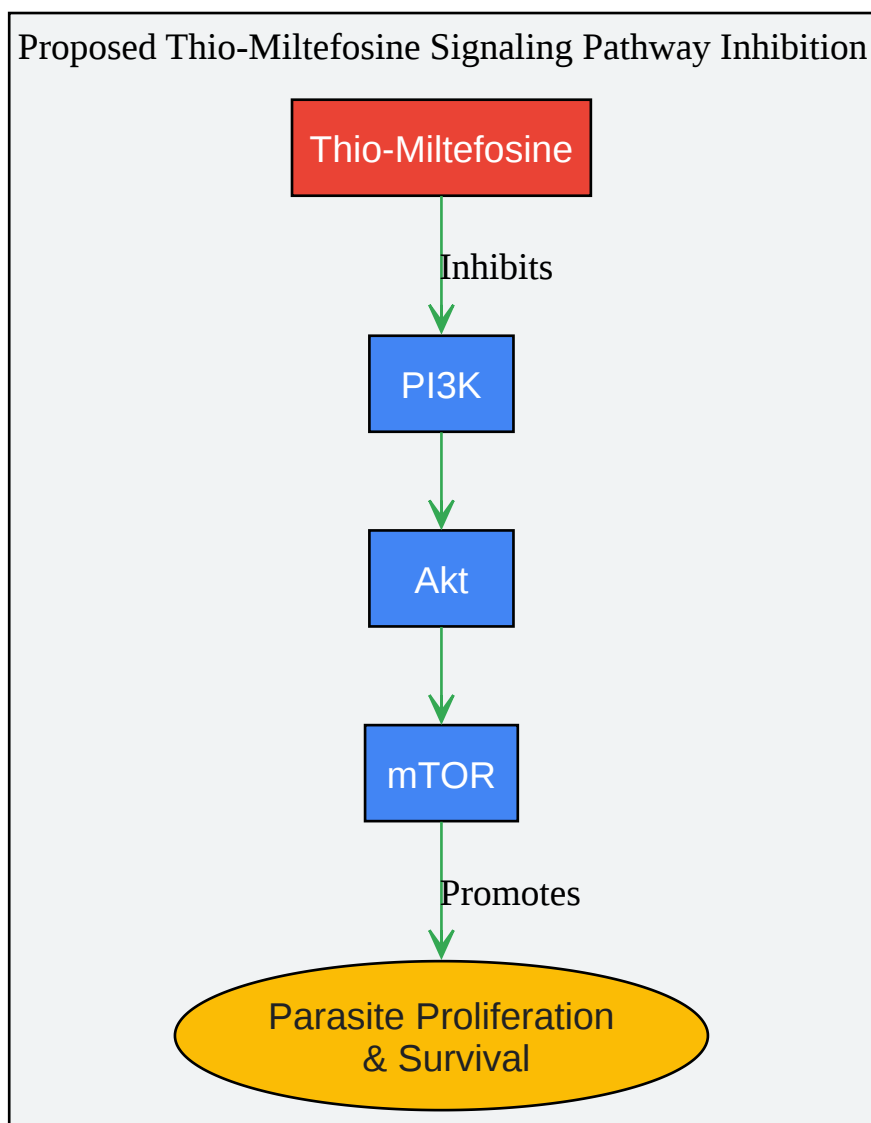 Proposed Thio-Miltefosine Signaling Pathway Inhibition
Thio-Miltefosine
Inhibits
PI3K
Akt
mTOR
Promotes
Parasite Proliferation
& Survival